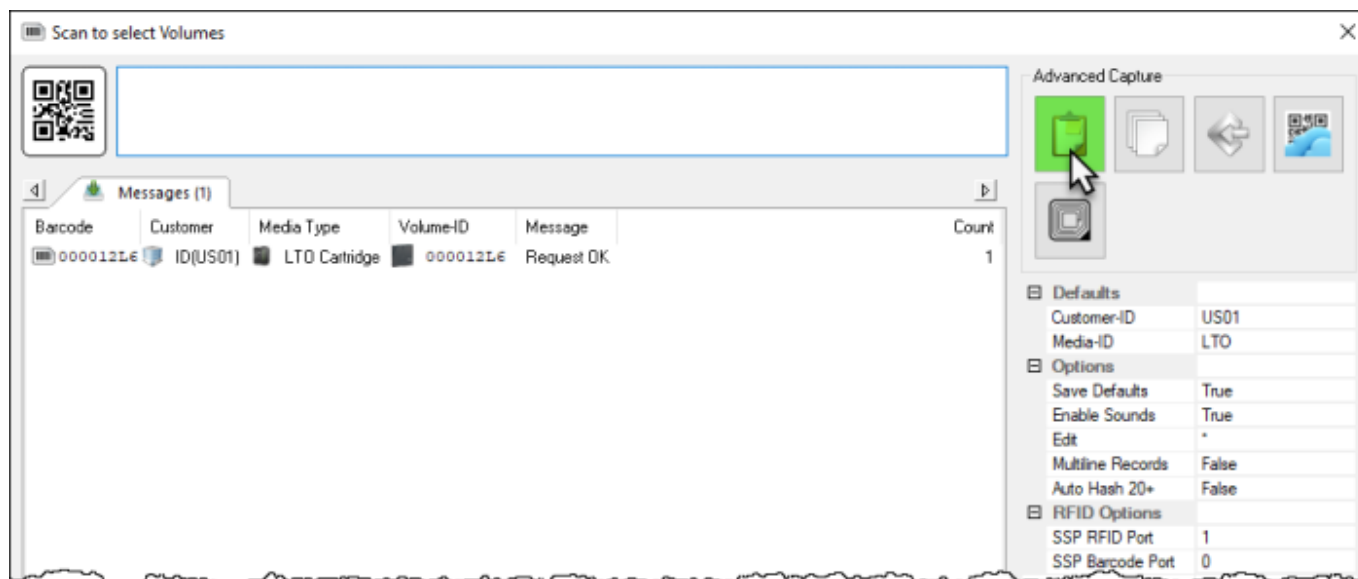 Scan to select Volumes
Advanced Capture
Messages (1)
Barcode Customer Media Type Volume-ID Message Count
000012L6 ID(US01) LTO Cartridge 000012L6 Request OK 1
Defaults
Customer-ID US01
Media-ID LTO
Options
Save Defaults True
Enable Sounds True
Edit *
Multiline Records False
Auto Hash 20+ False
RFID Options
SSP RFID Port 1
SSP Barcode Port 0